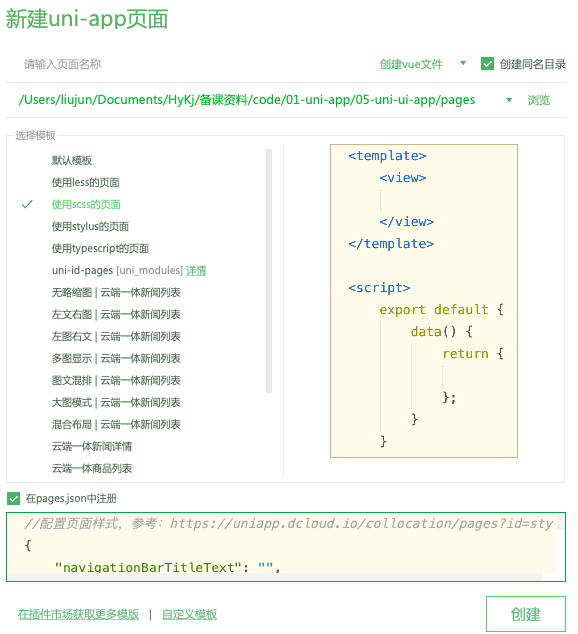 新建uni-app页面
请输入页面名称 创建vue文件 创建同名目录
/Users/liujun/Documents/HyKj/备课资料/code/01-uni-app/05-uni-ui-app/pages 浏览
选择模板
默认模板
使用less的页面
使用scss的页面
使用stylus的页面
使用typescript的页面
uni-id-pages [uni_modules] 详情
无略缩图 | 云端一体新闻列表
左文右图 | 云端一体新闻列表
左图右文 | 云端一体新闻列表
多图显示 | 云端一体新闻列表
图文混排 | 云端一体新闻列表
大图模式 | 云端一体新闻列表
混合布局 | 云端一体新闻列表
云端一体新闻详情
云端一体商品列表
<template>
<view>
</view>
</template>
<script>
export default {
data() {
return {
};
}
}
在pages.json中注册
//配置页面样式，参考：https://uniapp.dcloud.io/collocation/pages?id=sty
{
"navigationBarTitleText": "",
在插件市场获取更多模版 | 自定义模板
创建